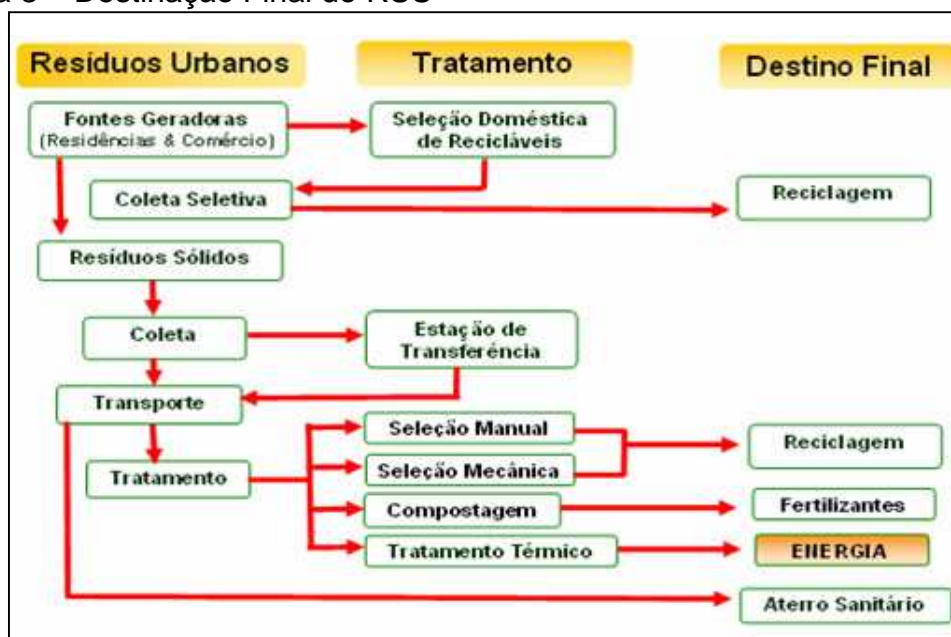 Destinação Final do RSU
Resíduos Urbanos
Tratamento
Destino Final
Fontes Geradoras
(Residências & Comércio)
Seleção Doméstica
de Recicláveis
Coleta Seletiva
Reciclagem
Resíduos Sólidos
Coleta
Estação de
Transferência
Transporte
Seleção Manual
Reciclagem
Tratamento
Seleção Mecânica
Compostagem
Fertilizantes
Tratamento Térmico
ENERGIA
Aterro Sanitário